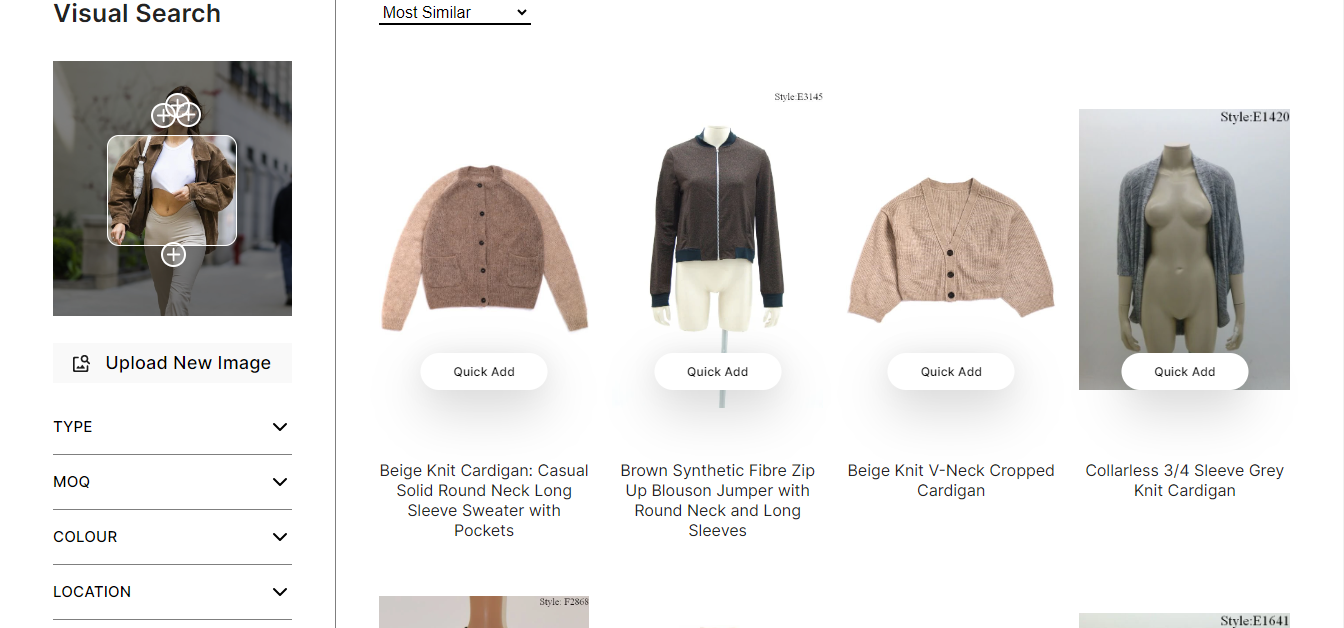 Visual Search
Most Similar
Style:E3145
Style:E1420
Quick Add
Quick Add
Quick Add
Quick Add
Upload New Image
TYPE
MOQ
COLOUR
LOCATION
Beige Knit Cardigan: Casual
Solid Round Neck Long
Sleeve Sweater with
Pockets
Brown Synthetic Fibre Zip
Up Blouson Jumper with
Round Neck and Long
Sleeves
Beige Knit V-Neck Cropped
Cardigan
Collarless 3/4 Sleeve Grey
Knit Cardigan
Style: F2868
Style:E1641